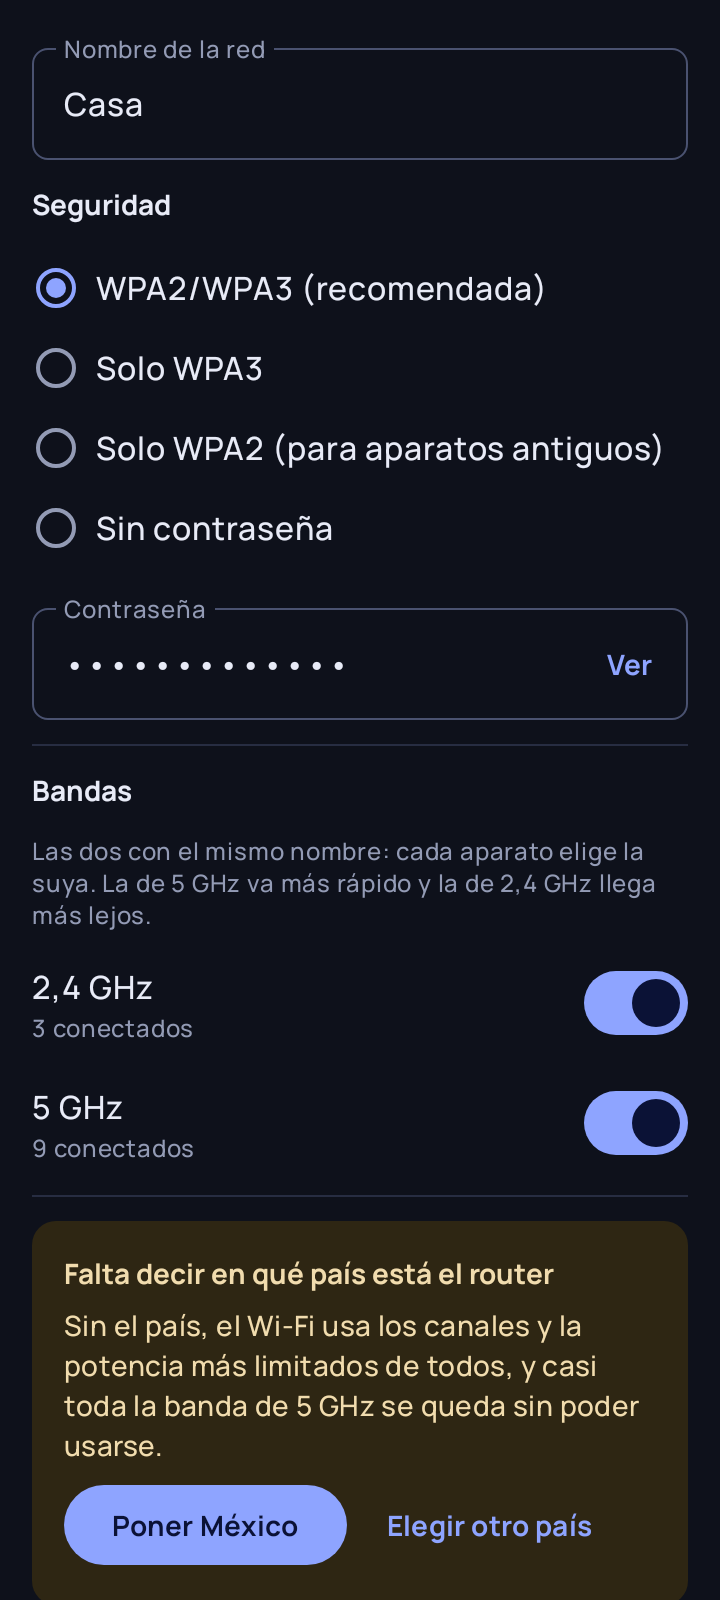 Nombre de la red
Casa
Seguridad
WPA2/WPA3 (recomendada)
Solo WPA3
Solo WPA2 (para aparatos antiguos)
Sin contraseña
Contraseña
• • • • • • • • • • • • •
Ver
Bandas
Las dos con el mismo nombre: cada aparato elige la
suya. La de 5 GHz va más rápido y la de 2,4 GHz llega
más lejos.
2,4 GHz
3 conectados
5 GHz
9 conectados
Falta decir en qué país está el router
Sin el país, el Wi-Fi usa los canales y la
potencia más limitados de todos, y casi
toda la banda de 5 GHz se queda sin poder
usarse.
Poner México
Elegir otro país